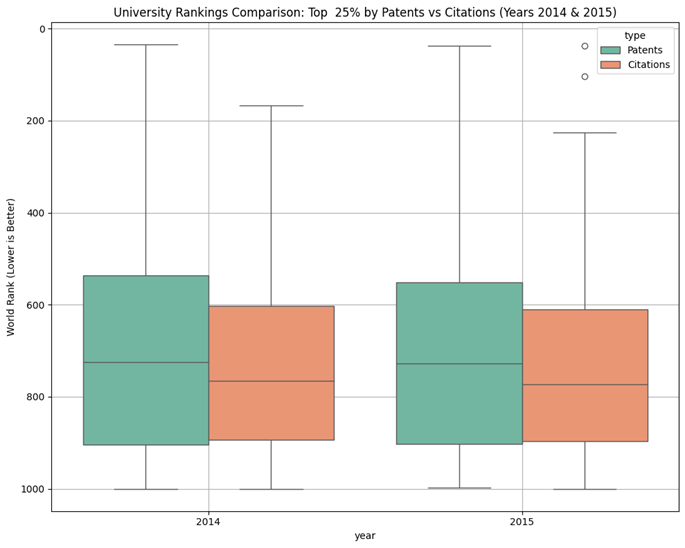 University Rankings Comparison: Top  25% by Patents vs Citations (Years 2014 & 2015)
type
Patents
Citations
0
200
400
600
800
1000
World Rank (Lower is Better)
2014
2015
year